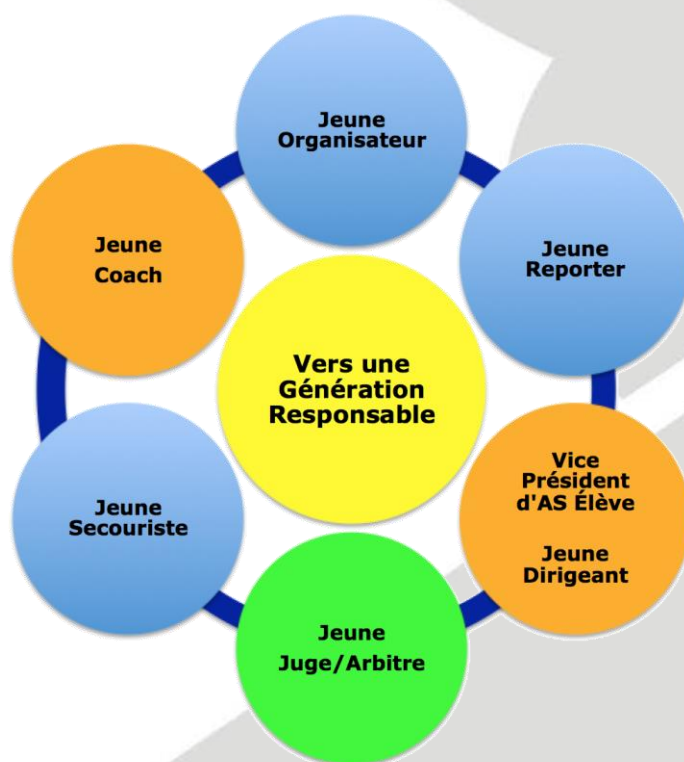 Jeune
Organisateur
Jeune
Reporter
Vice
Président
d'AS Élève
Jeune
Dirigeant
Jeune
Juge/Arbitre
Jeune
Secouriste
Jeune
Coach
Vers une
Génération
Responsable